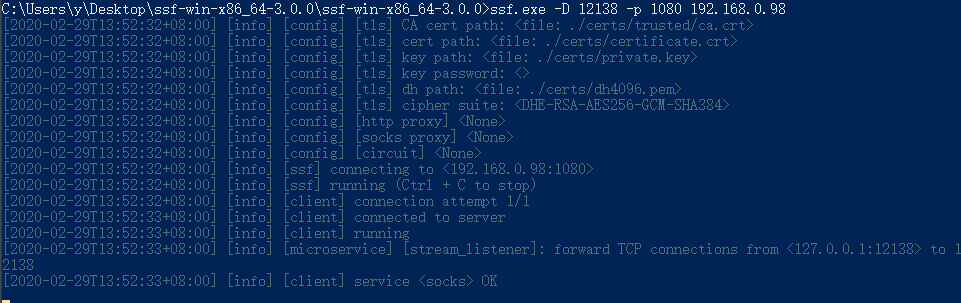 C:\Users\y\Desktop\ssf-win-x86_64-3.0.0\ssf-win-x86_64-3.0.0>ssf.exe -D 12138 -p 1080 192.168.0.98
[2020-02-29T13:52:32+08:00] [info] [config] [tls] CA cert path: <file: ./certs/trusted/ca.crt>
[2020-02-29T13:52:32+08:00] [info] [config] [tls] cert path: <file: ./certs/certificate.crt>
[2020-02-29T13:52:32+08:00] [info] [config] [tls] key path: <file: ./certs/private.key>
[2020-02-29T13:52:32+08:00] [info] [config] [tls] key password: <>
[2020-02-29T13:52:32+08:00] [info] [config] [tls] dh path: <file: ./certs/dh4096.pem>
[2020-02-29T13:52:32+08:00] [info] [config] [tls] cipher suite: <DHE-RSA-AES256-GCM-SHA384>
[2020-02-29T13:52:32+08:00] [info] [config] [http proxy] <None>
[2020-02-29T13:52:32+08:00] [info] [config] [socks proxy] <None>
[2020-02-29T13:52:32+08:00] [info] [config] [circuit] <None>
[2020-02-29T13:52:32+08:00] [info] [ssf] connecting to <192.168.0.98:1080>
[2020-02-29T13:52:32+08:00] [info] [ssf] running (Ctrl + C to stop)
[2020-02-29T13:52:32+08:00] [info] [client] connection attempt 1/1
[2020-02-29T13:52:33+08:00] [info] [client] connected to server
[2020-02-29T13:52:33+08:00] [info] [client] running
[2020-02-29T13:52:33+08:00] [info] [microservice] [stream_listener]: forward TCP connections from <127.0.0.1:12138> to 1
2138
[2020-02-29T13:52:33+08:00] [info] [client] service <socks> OK